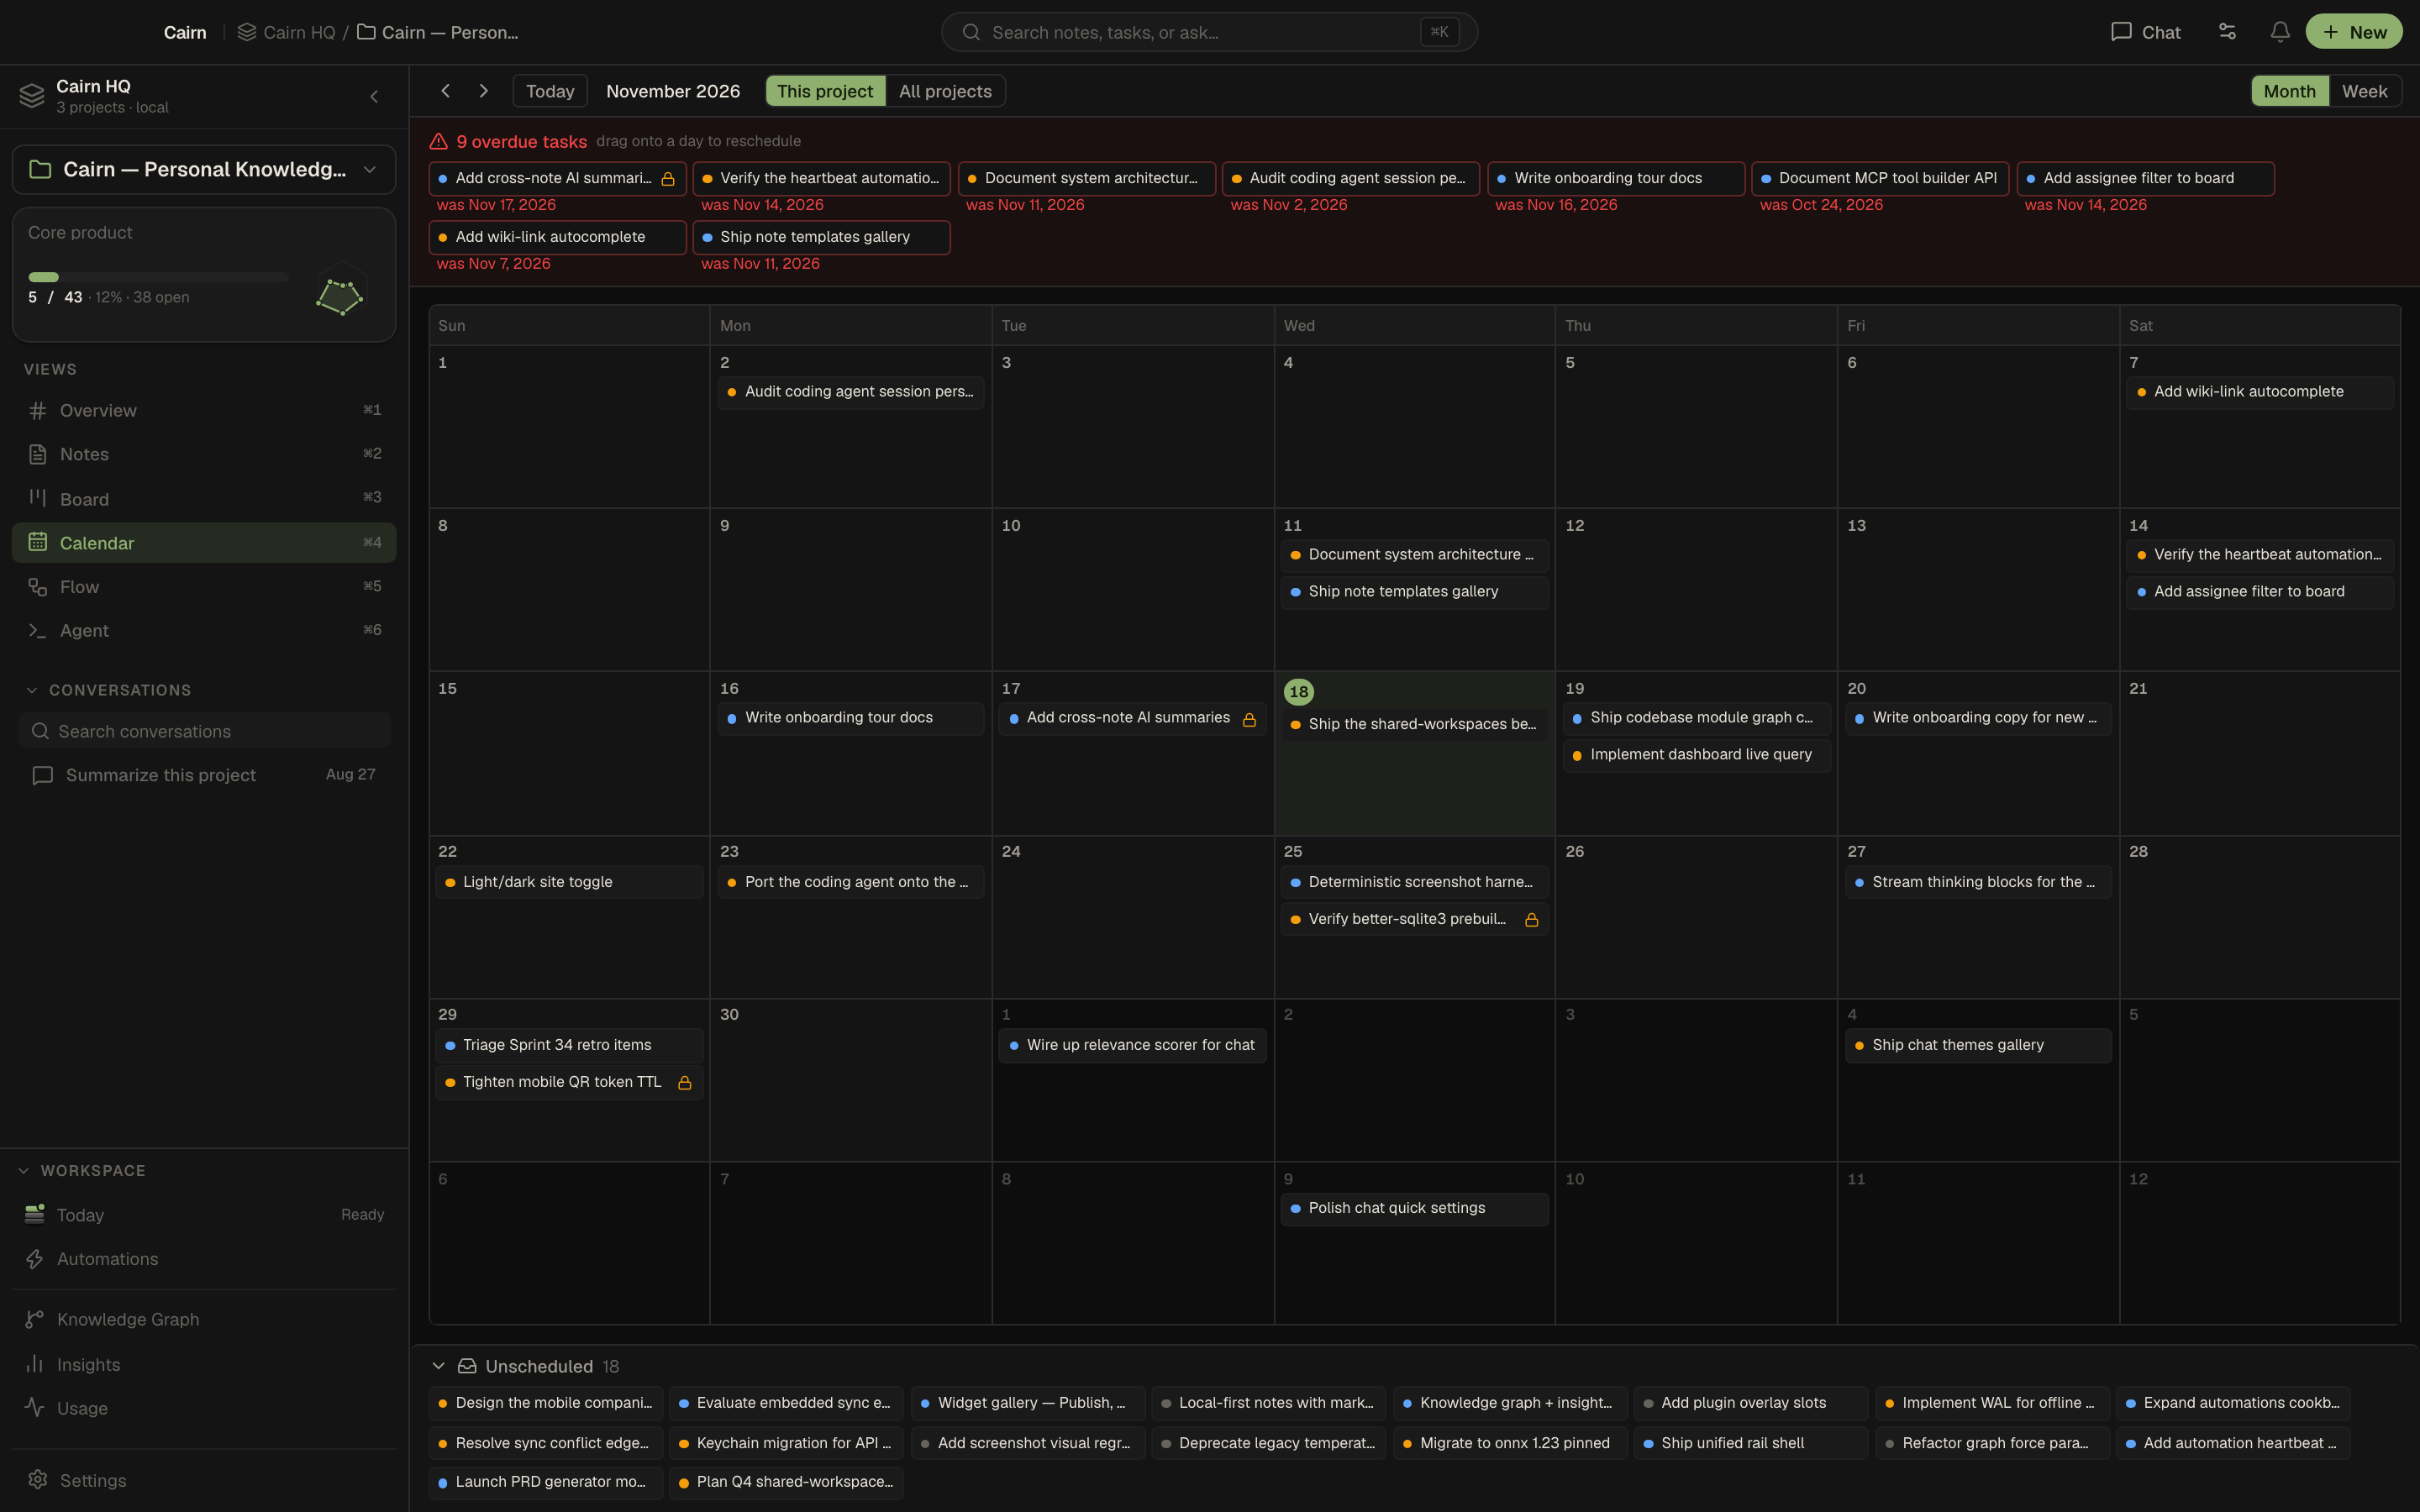 Cairn
Cairn HQ / Cairn — Person...
Search notes, tasks, or ask... ⌘K
Chat
New
Cairn HQ
3 projects · local
Cairn — Personal Knowledg...
Core product
5 / 43 · 12% · 38 open
VIEWS
Overview ⌘1
Notes ⌘2
Board ⌘3
Calendar ⌘4
Flow ⌘5
Agent ⌘6
CONVERSATIONS
Search conversations
Summarize this project Aug 27
WORKSPACE
Today Ready
Automations
Knowledge Graph
Insights
Usage
Settings
Today November 2026 This project All projects Month Week
9 overdue tasks drag onto a day to reschedule
Add cross-note AI summari... Verify the heartbeat automatio... Document system architectur... Audit coding agent session pe... Write onboarding tour docs Document MCP tool builder API Add assignee filter to board
was Nov 17, 2026 was Nov 14, 2026 was Nov 11, 2026 was Nov 2, 2026 was Nov 16, 2026 was Oct 24, 2026 was Nov 14, 2026
Add wiki-link autocomplete Ship note templates gallery
was Nov 7, 2026 was Nov 11, 2026
Sun Mon Tue Wed Thu Fri Sat
1 2 3 4 5 6 7
Audit coding agent session pers... Add wiki-link autocomplete
8 9 10 11 12 13 14
Document system architecture ... Verify the heartbeat automation...
Ship note templates gallery Add assignee filter to board
15 16 17 18 19 20 21
Write onboarding tour docs Add cross-note AI summaries Ship the shared-workspaces be... Ship codebase module graph c... Write onboarding copy for new ...
Implement dashboard live query
22 23 24 25 26 27 28
Light/dark site toggle Port the coding agent onto the ... Deterministic screenshot harne... Stream thinking blocks for the ...
Verify better-sqlite3 prebuil...
29 30 1 2 3 4 5
Triage Sprint 34 retro items Wire up relevance scorer for chat Ship chat themes gallery
Tighten mobile QR token TTL
6 7 8 9 10 11 12
Polish chat quick settings
Unscheduled 18
Design the mobile compani... Evaluate embedded sync e... Widget gallery — Publish, ... Local-first notes with mark... Knowledge graph + insight... Add plugin overlay slots Implement WAL for offline ... Expand automations cookb...
Resolve sync conflict edge... Keychain migration for API ... Add screenshot visual regr... Deprecate legacy temperat... Migrate to onnx 1.23 pinned Ship unified rail shell Refactor graph force para... Add automation heartbeat ...
Launch PRD generator mo... Plan Q4 shared-workspace...